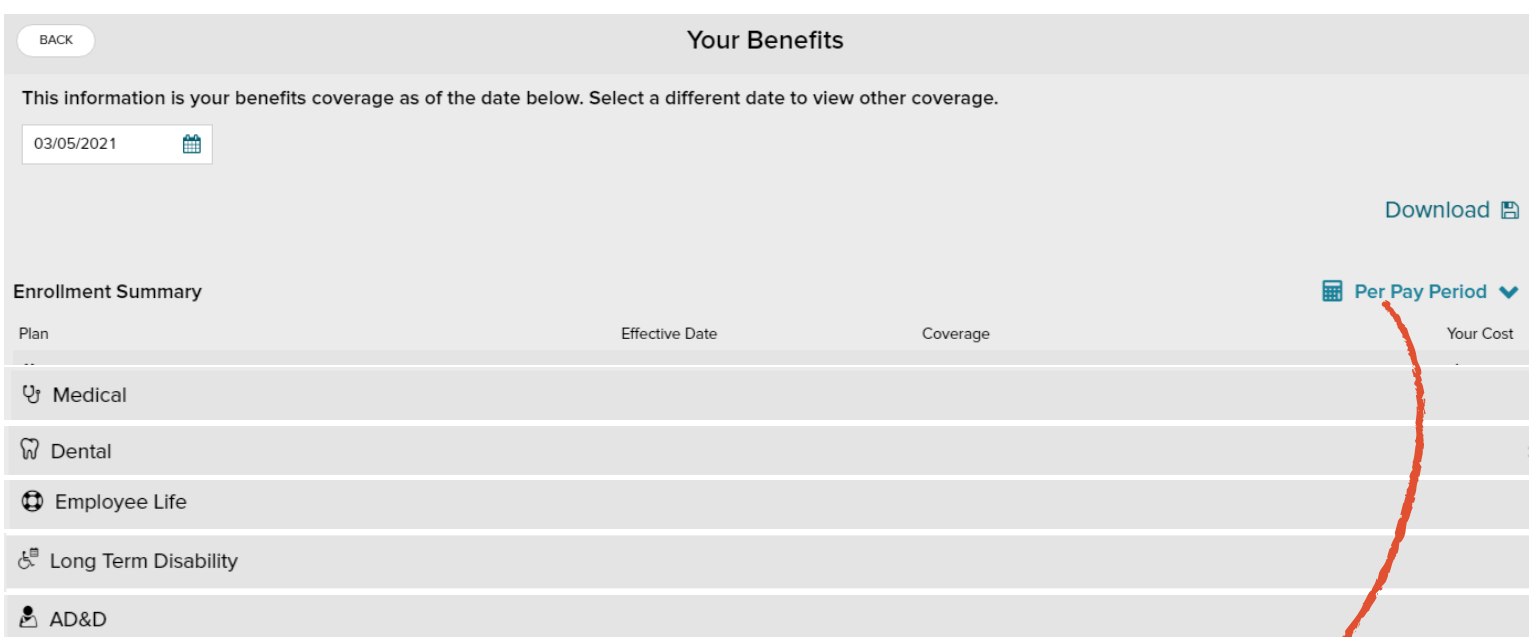 BACK
Your Benefits
This information is your benefits coverage as of the date below. Select a different date to view other coverage.
03/05/2021
Download
Enrollment Summary
Per Pay Period
Plan Effective Date Coverage Your Cost
Medical
Dental
Employee Life
Long Term Disability
AD&D